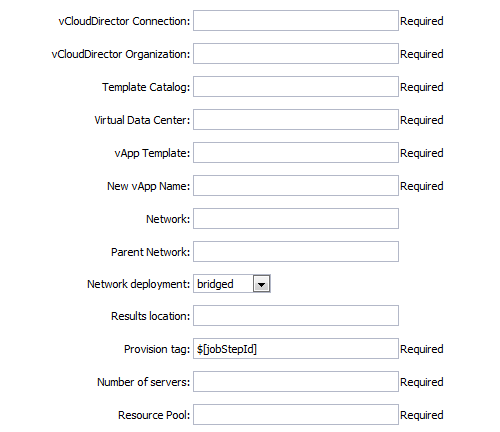 vCloudDirector Connection: Required
vCloudDirector Organization: Required
Template Catalog: Required
Virtual Data Center: Required
vApp Template: Required
New vApp Name: Required
Network:
Parent Network:
Network deployment: bridged
Results location:
Provision tag: $[jobStepId] Required
Number of servers: Required
Resource Pool: Required